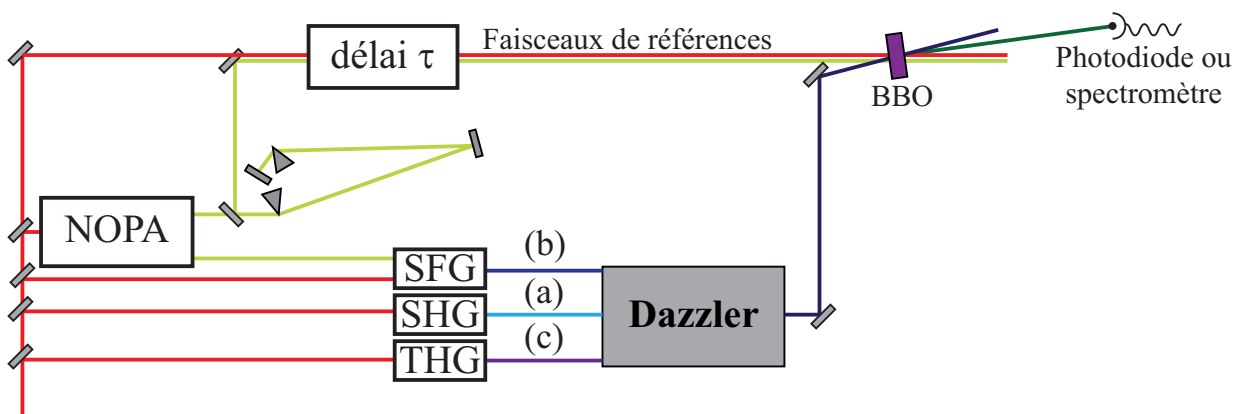 délai τ
Faisceaux de références
Photodiode ou
spectromètre
BBO
NOPA
SFG
(b)
SHG
(a)
Dazzler
THG
(c)